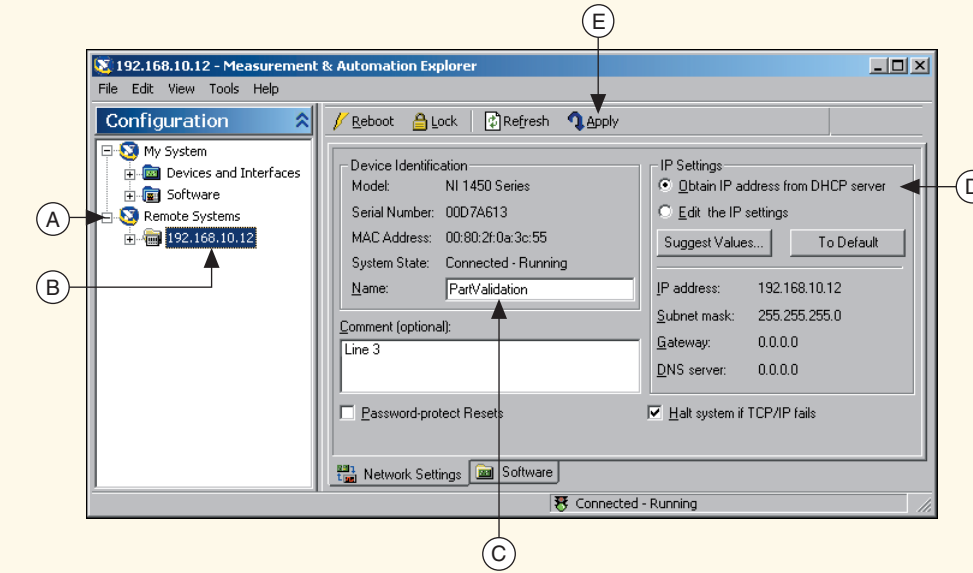 E
192.168.10.12 - Measurement & Automation Explorer
File Edit View Tools Help
Configuration
Reboot Lock Refresh Apply
My System
Devices and Interfaces
Software
Remote Systems
192.168.10.12
A
B
Device Identification
Model: NI 1450 Series
Serial Number: 00D7A613
MAC Address: 00:80:2f:0a:3c:55
System State: Connected - Running
Name: PartValidation
Comment (optional):
Line 3
Password-protect Resets
IP Settings
Obtain IP address from DHCP server
D
Edit the IP settings
Suggest Values... To Default
IP address: 192.168.10.12
Subnet mask: 255.255.255.0
Gateway: 0.0.0.0
DNS server: 0.0.0.0
Halt system if TCP/IP fails
Network Settings Software
Connected - Running
C